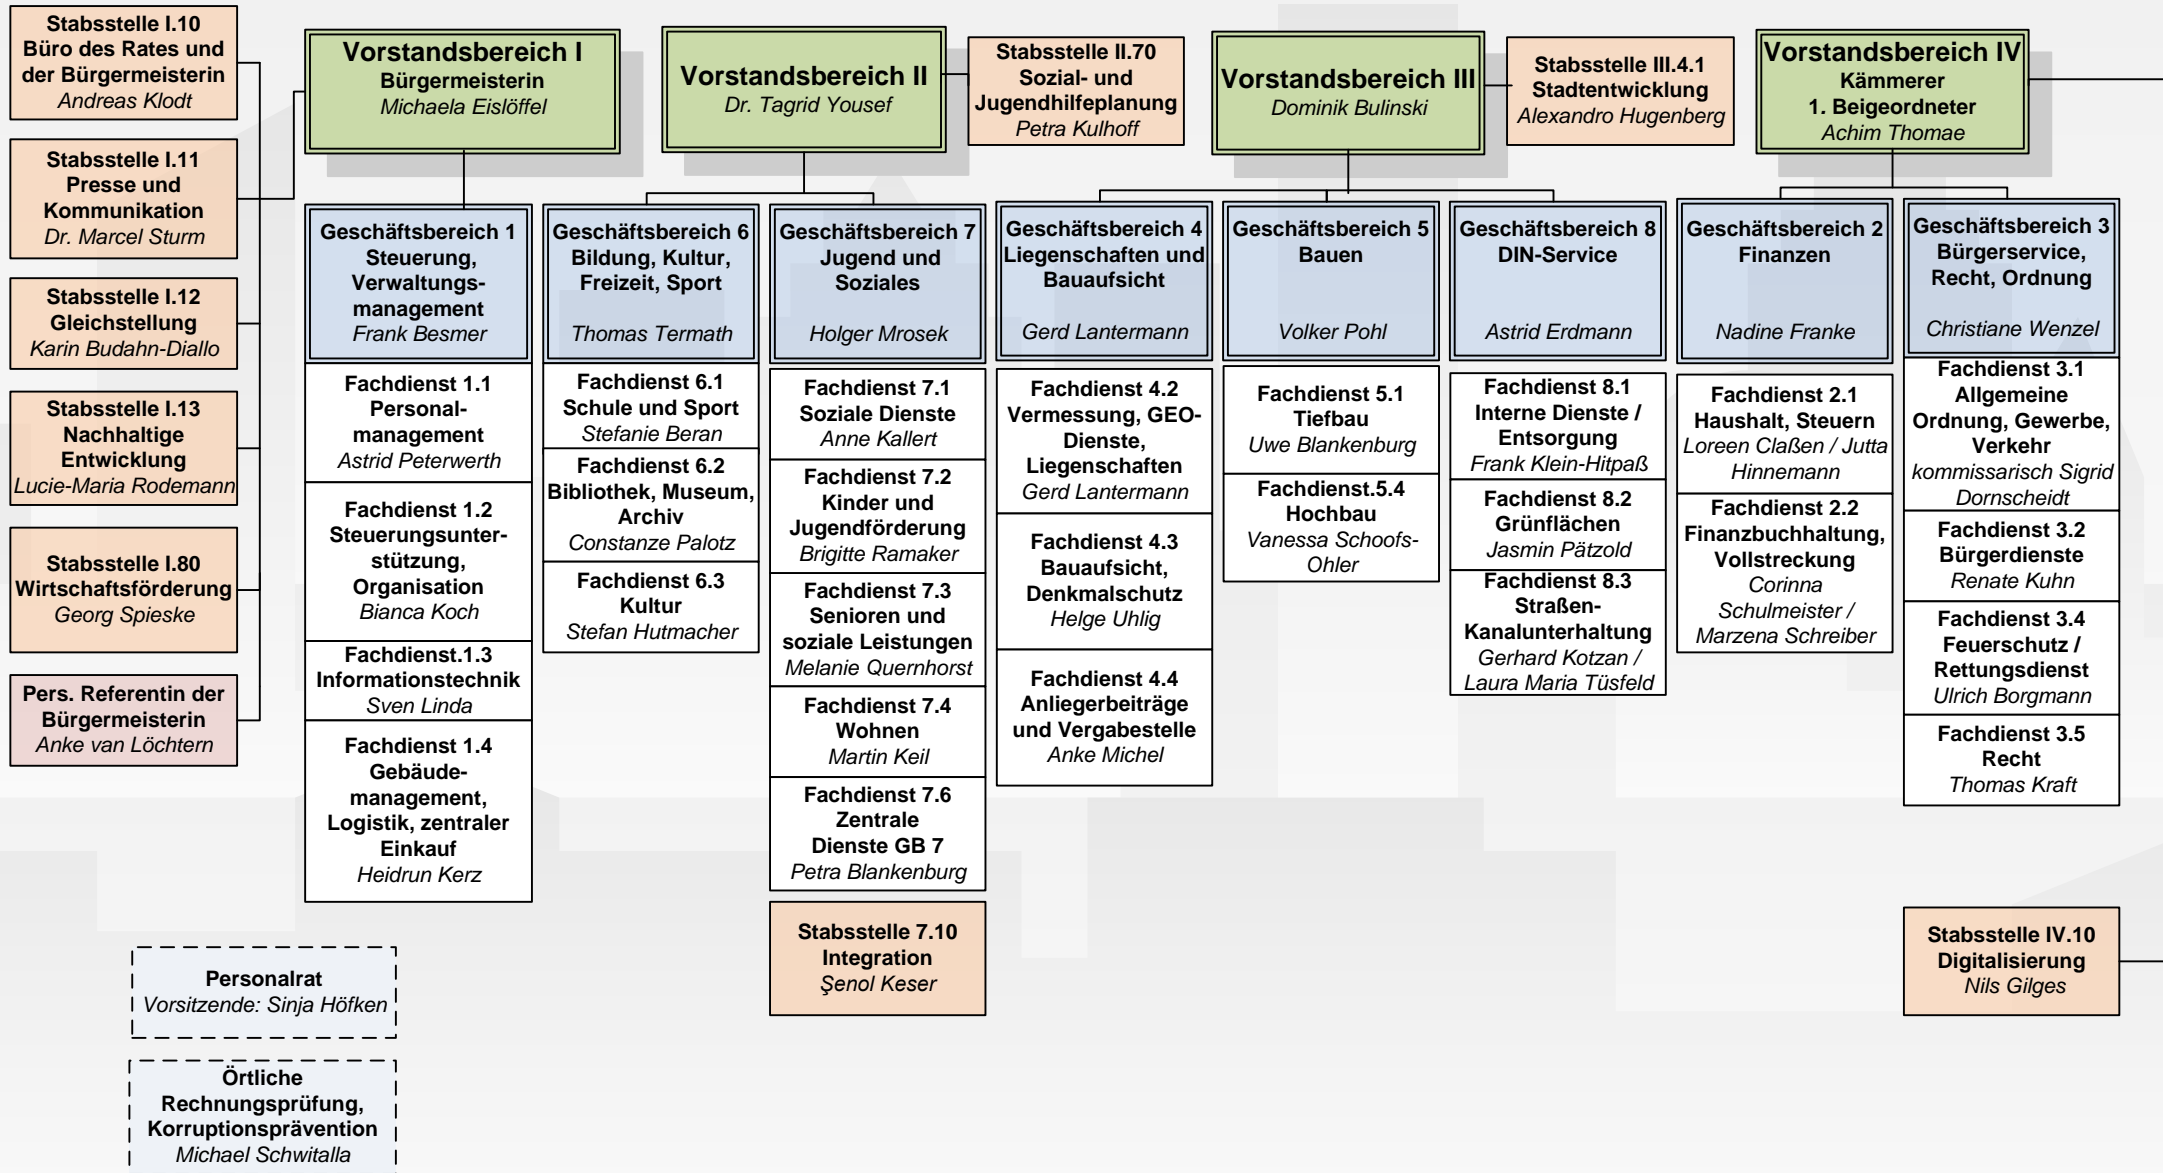 Stabsstelle I.10
Büro des Rates und
der Bürgermeisterin
Andreas Klodt
Stabsstelle I.11
Presse und
Kommunikation
Dr. Marcel Sturm
Stabsstelle I.12
Gleichstellung
Karin Budahn-Diallo
Stabsstelle I.13
Nachhaltige
Entwicklung
Lucie-Maria Rodemann
Stabsstelle I.80
Wirtschaftsförderung
Georg Spieske
Pers. Referentin der
Bürgermeisterin
Anke van Löchtern
Vorstandsbereich I
Bürgermeisterin
Michaela Eislöffel
Vorstandsbereich II
Dr. Tagrid Yousef
Stabsstelle II.70
Sozial- und
Jugendhilfeplanung
Petra Kulhoff
Vorstandsbereich III
Dominik Bulinski
Stabsstelle III.4.1
Stadtentwicklung
Alexandro Hugenberg
Vorstandsbereich IV
Kämmerer
1. Beigeordneter
Achim Thomae
Geschäftsbereich 1
Steuerung,
Verwaltungs-
management
Frank Besmer
Fachdienst 1.1
Personal-
management
Astrid Peterwerth
Fachdienst 1.2
Steuerungsunter-
stützung,
Organisation
Bianca Koch
Fachdienst.1.3
Informationstechnik
Sven Linda
Fachdienst 1.4
Gebäude-
management,
Logistik, zentraler
Einkauf
Heidrun Kerz
Geschäftsbereich 6
Bildung, Kultur,
Freizeit, Sport
Thomas Termath
Fachdienst 6.1
Schule und Sport
Stefanie Beran
Fachdienst 6.2
Bibliothek, Museum,
Archiv
Constanze Palotz
Fachdienst 6.3
Kultur
Stefan Hutmacher
Geschäftsbereich 7
Jugend und
Soziales
Holger Mrosek
Fachdienst 7.1
Soziale Dienste
Anne Kallert
Fachdienst 7.2
Kinder und
Jugendförderung
Brigitte Ramaker
Fachdienst 7.3
Senioren und
soziale Leistungen
Melanie Quernhorst
Fachdienst 7.4
Wohnen
Martin Keil
Fachdienst 7.6
Zentrale
Dienste GB 7
Petra Blankenburg
Stabsstelle 7.10
Integration
Şenol Keser
Geschäftsbereich 4
Liegenschaften und
Bauaufsicht
Gerd Lantermann
Fachdienst 4.2
Vermessung, GEO-
Dienste,
Liegenschaften
Gerd Lantermann
Fachdienst 4.3
Bauaufsicht,
Denkmalschutz
Helge Uhlig
Fachdienst 4.4
Anliegerbeiträge
und Vergabestelle
Anke Michel
Geschäftsbereich 5
Bauen
Volker Pohl
Fachdienst 5.1
Tiefbau
Uwe Blankenburg
Fachdienst.5.4
Hochbau
Vanessa Schoofs-
Ohler
Geschäftsbereich 8
DIN-Service
Astrid Erdmann
Fachdienst 8.1
Interne Dienste /
Entsorgung
Frank Klein-Hitpaß
Fachdienst 8.2
Grünflächen
Jasmin Pätzold
Fachdienst 8.3
Straßen-
Kanalunterhaltung
Gerhard Kotzan /
Laura Maria Tüsfeld
Geschäftsbereich 2
Finanzen
Nadine Franke
Fachdienst 2.1
Haushalt, Steuern
Loreen Claßen / Jutta
Hinnemann
Fachdienst 2.2
Finanzbuchhaltung,
Vollstreckung
Corinna
Schulmeister /
Marzena Schreiber
Geschäftsbereich 3
Bürgerservice,
Recht, Ordnung
Christiane Wenzel
Fachdienst 3.1
Allgemeine
Ordnung, Gewerbe,
Verkehr
kommissarisch Sigrid
Dornscheidt
Fachdienst 3.2
Bürgerdienste
Renate Kuhn
Fachdienst 3.4
Feuerschutz /
Rettungsdienst
Ulrich Borgmann
Fachdienst 3.5
Recht
Thomas Kraft
Stabsstelle IV.10
Digitalisierung
Nils Gilges
Personalrat
Vorsitzende: Sinja Höfken
Örtliche
Rechnungsprüfung,
Korruptionsprävention
Michael Schwitalla